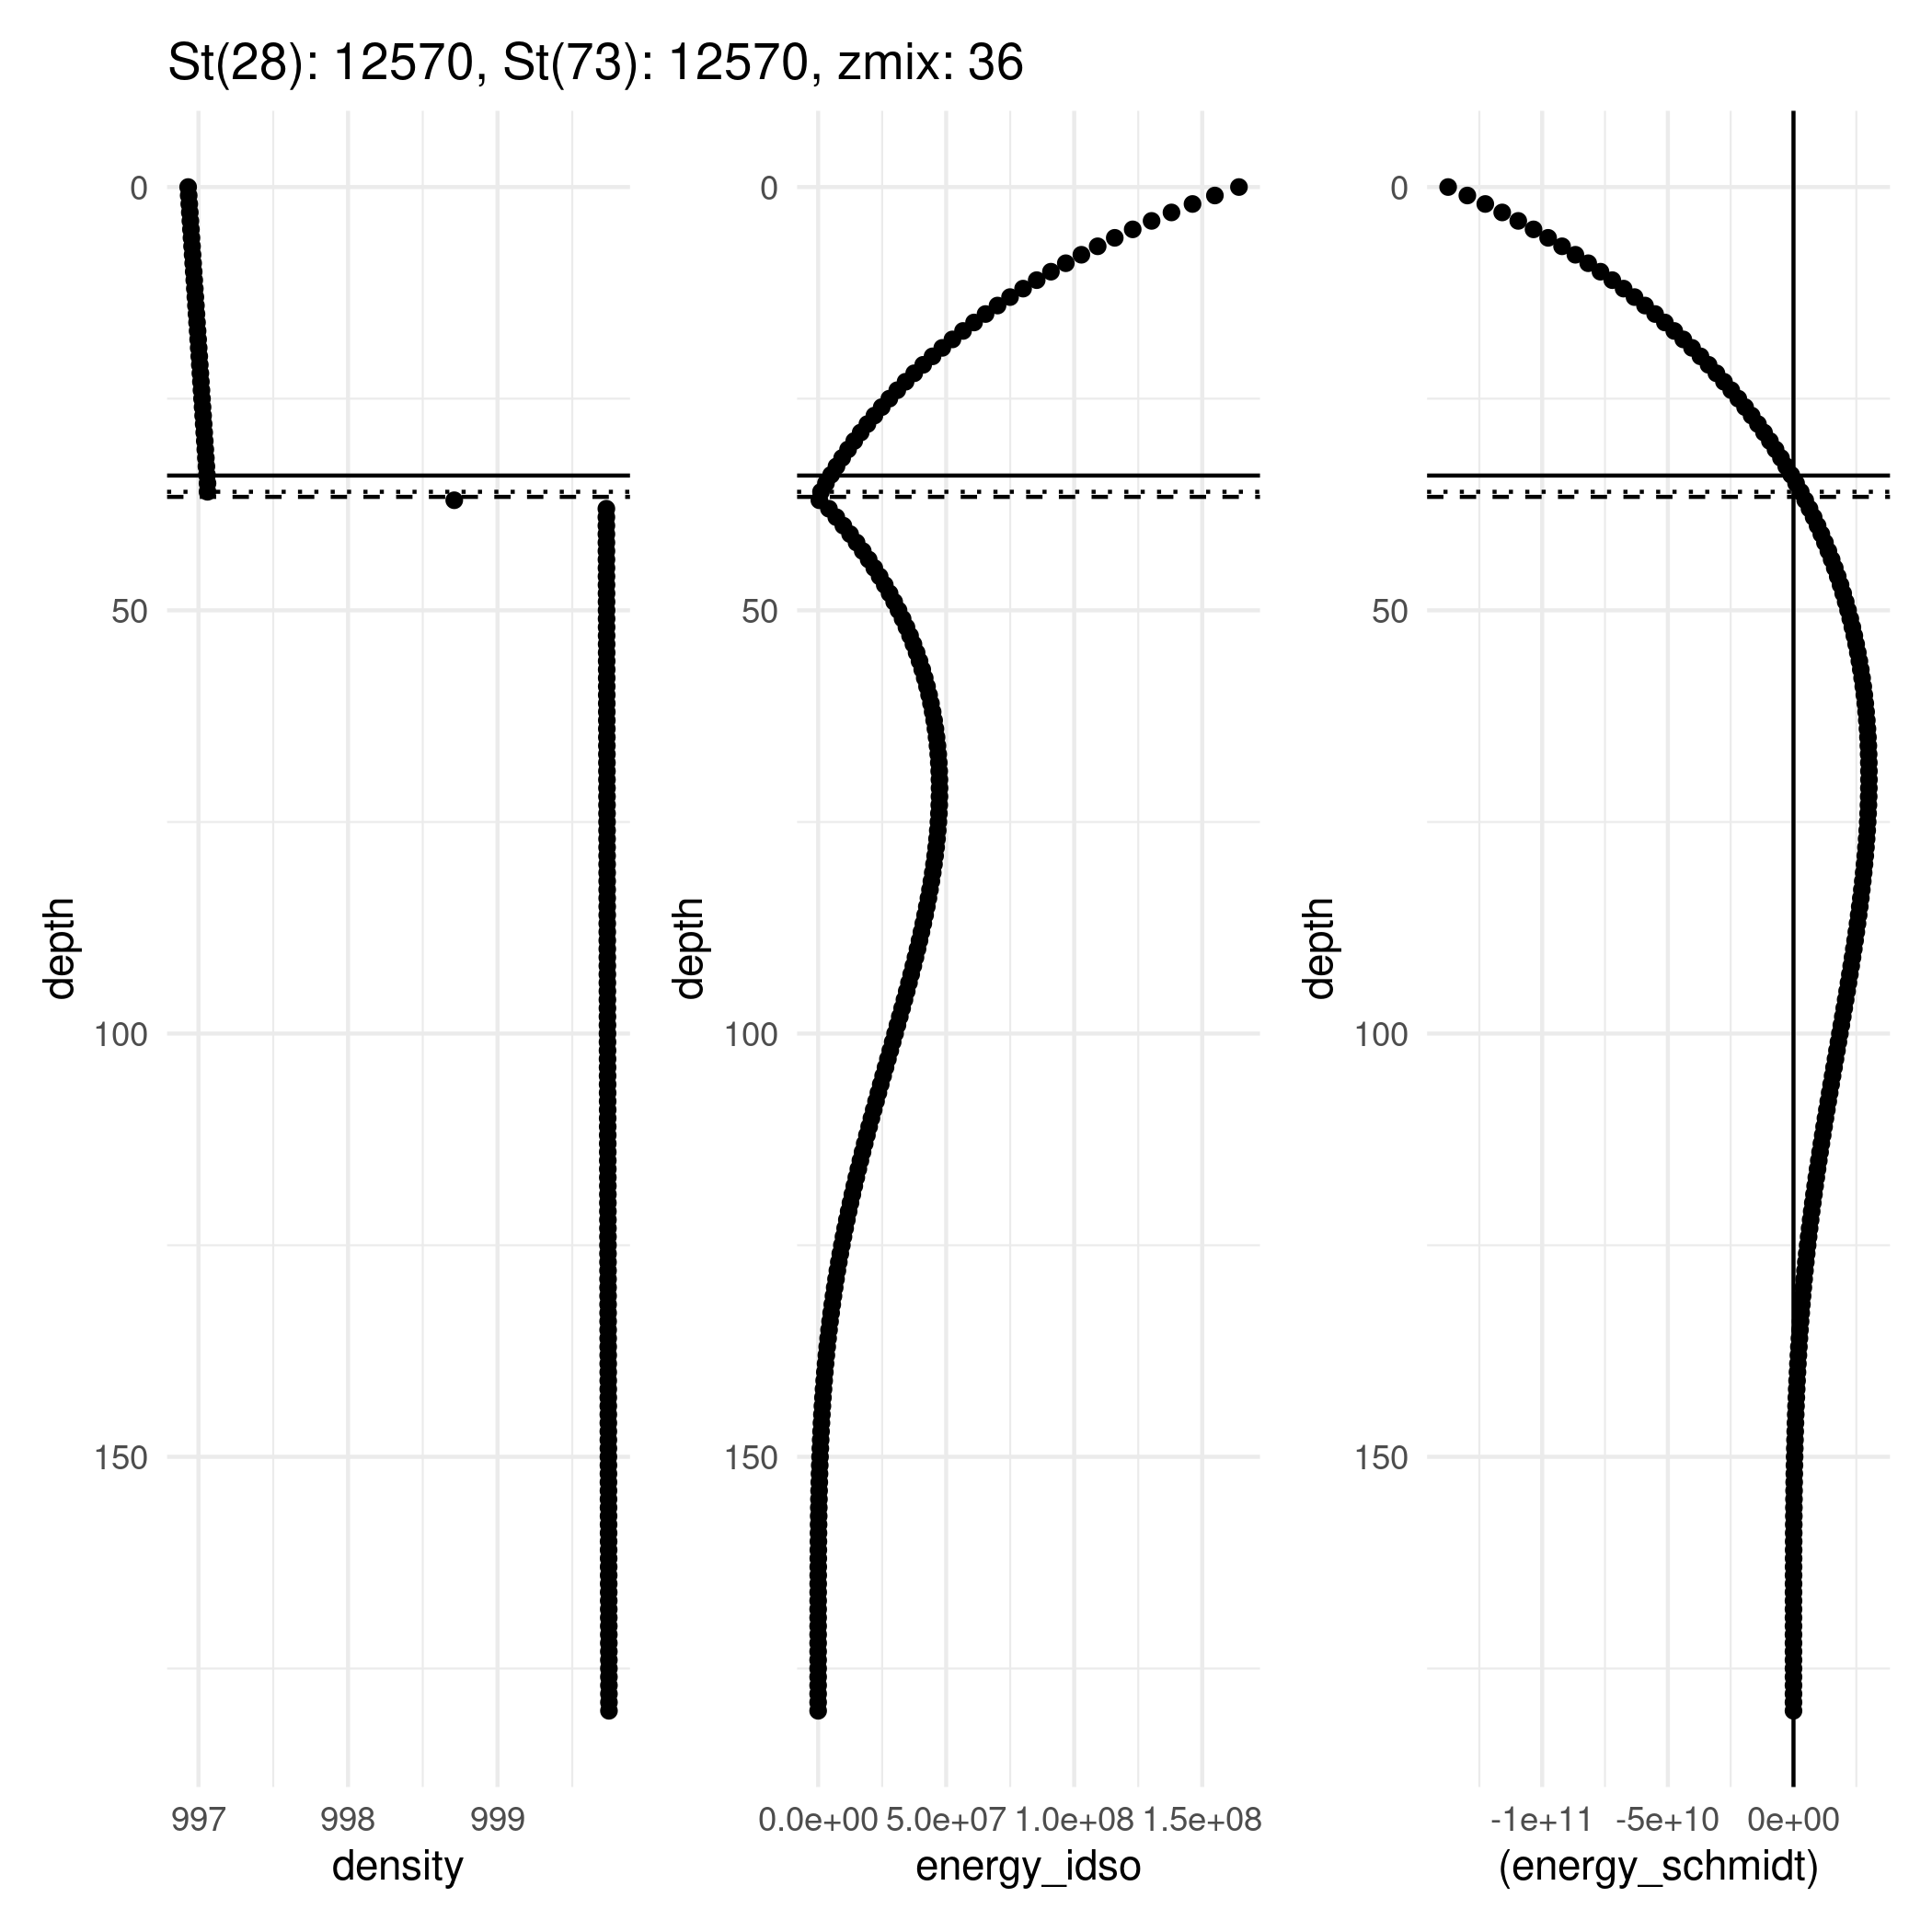 St(28): 12570, St(73): 12570, zmix: 36
0
50
100
150
depth
997 998 999
density
0
50
100
150
depth
0.0e+00 5.0e+07 1.0e+08 1.5e+08
energy_idso
0
50
100
150
depth
-1e+11 -5e+10 0e+00
(energy_schmidt)